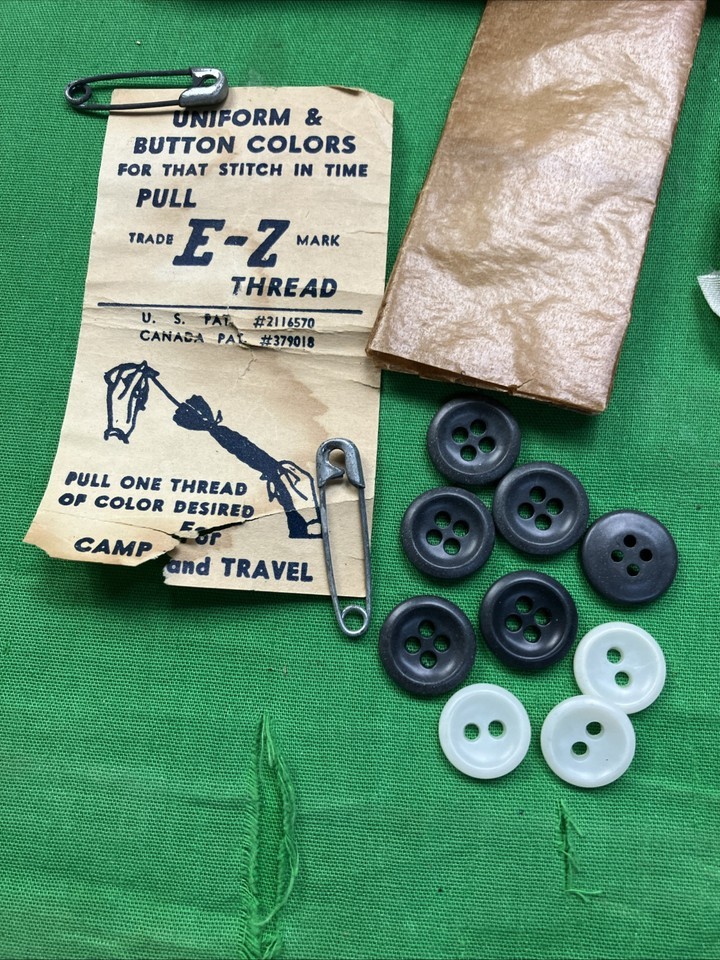 UNIFORM &
BUTTON COLORS
FOR THAT STITCH IN TIME
PULL
TRADE E-Z MARK
THREAD
U. S. PAT. #2116570
CANADA PAT. #379018
PULL ONE THREAD
OF COLOR DESIRED
For
CAMP
and TRAVEL